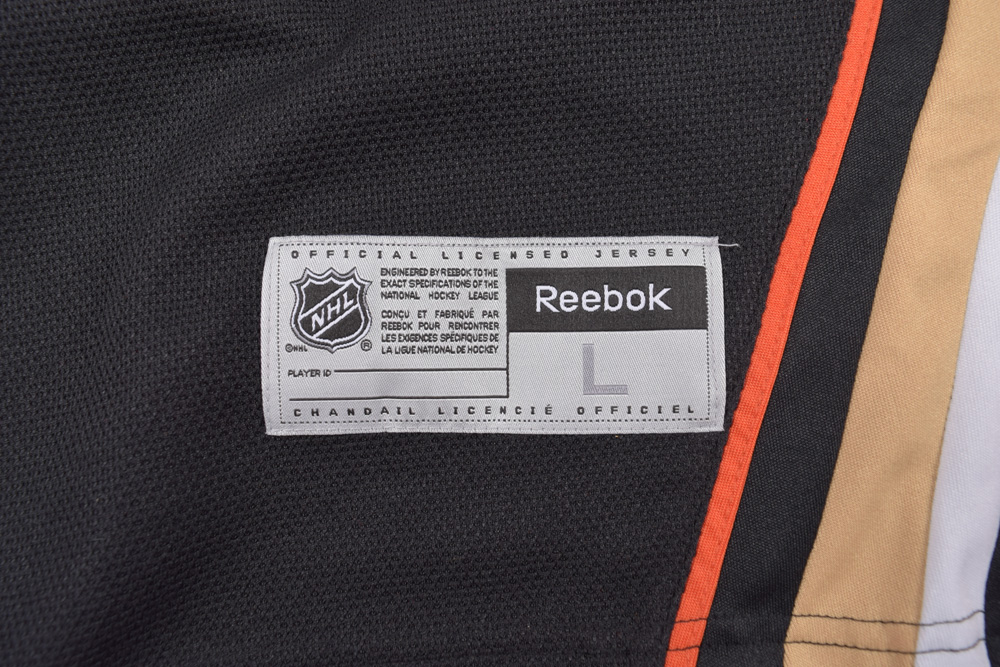 OFFICIAL LICENSED JERSEY
NHL
©NHL
®
ENGINEERED BY REEBOK TO THE
EXACT SPECIFICATIONS OF THE
NATIONAL HOCKEY LEAGUE
CONÇU ET FABRIQUÉ PAR
REEBOK POUR RENCONTRER
LES EXIGENCES SPÉCIFIQUES DE
LA LIGUE NATIONAL DE HOCKEY
PLAYER ID
Reebok
L
CHANDAIL LICENCIÉ OFFICIEL